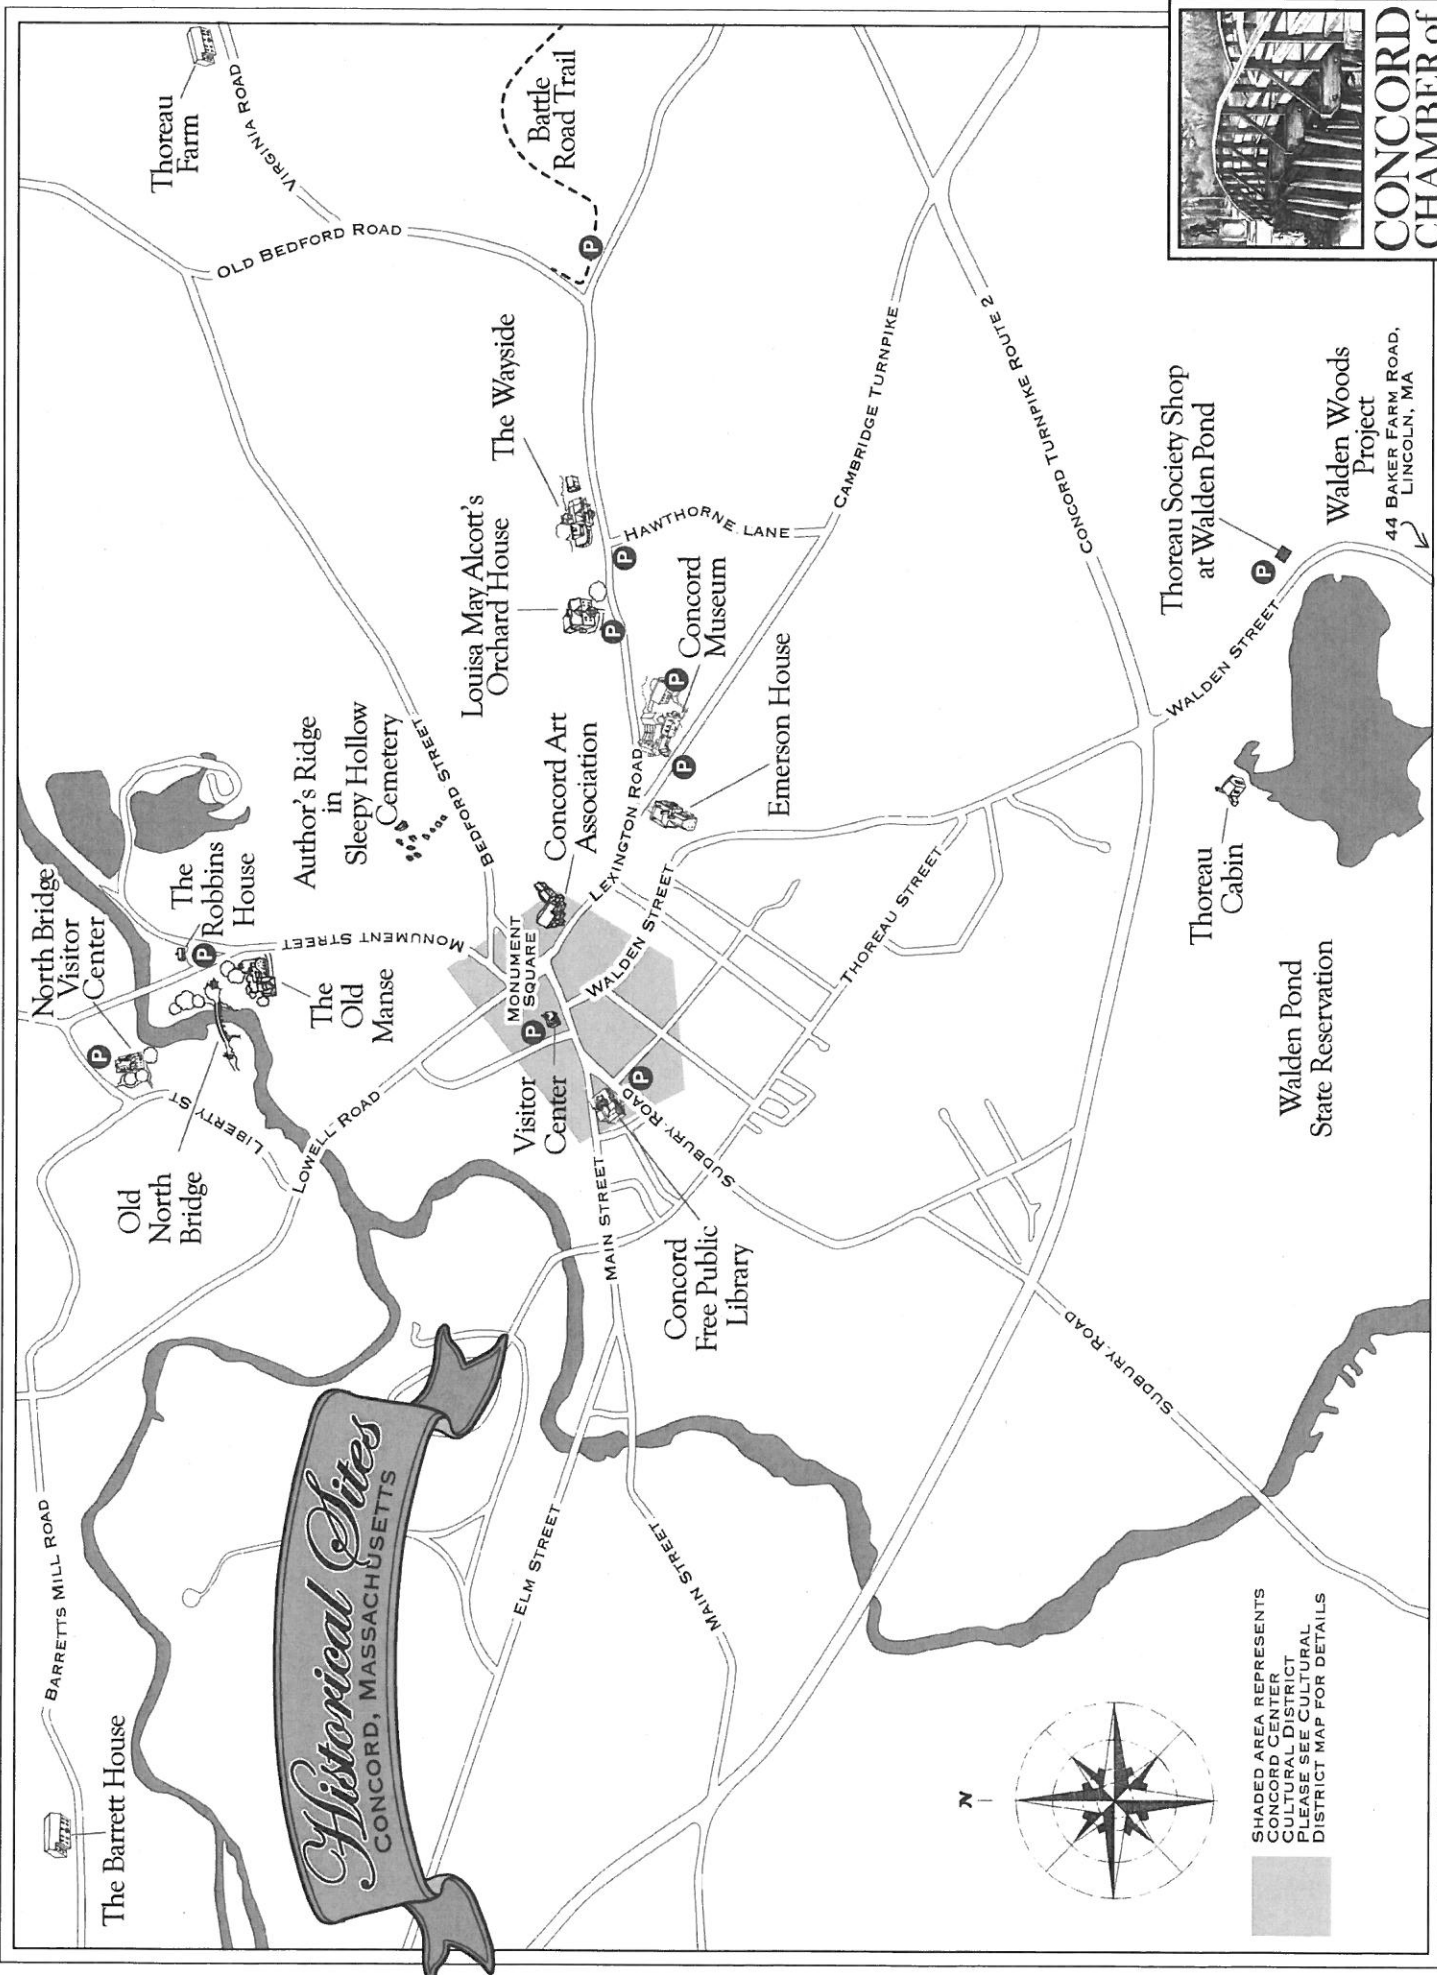 Historical Sites
CONCORD, MASSACHUSETTS
The Barrett House
BARRETTS MILL ROAD
North Bridge
Visitor
Center
P
LIBERTY ST
LOWELL ROAD
Old
North
Bridge
The
Robbins
House
P
The
Old
Manse
MONUMENT STREET
Author's Ridge
in
Sleepy Hollow
Cemetery
BEDFORD STREET
OLD BEDFORD ROAD
VIRGINIA ROAD
Thoreau
Farm
Battle
Road Trail
P
The Wayside
Louisa May Alcott's
Orchard House
P
P
HAWTHORNE LANE
Concord
Museum
P
P
Concord Art
Association
LEXINGTON ROAD
Emerson House
CAMBRIDGE TURNPIKE
CONCORD TURNPIKE ROUTE 2
MONUMENT
SQUARE
P
Visitor
Center
WALDEN STREET
P
SUDBURY ROAD
MAIN STREET
Concord
Free Public
Library
THOREAU STREET
ELM STREET
MAIN STREET
SUDBURY ROAD
WALDEN STREET
Thoreau Society Shop
at Walden Pond
P
Thoreau
Cabin
Walden Pond
State Reservation
Walden Woods
Project
44 BAKER FARM ROAD,
LINCOLN, MA
N
SHADED AREA REPRESENTS
CONCORD CENTER
CULTURAL DISTRICT
PLEASE SEE CULTURAL
DISTRICT MAP FOR DETAILS
CONCORD
CHAMBER of